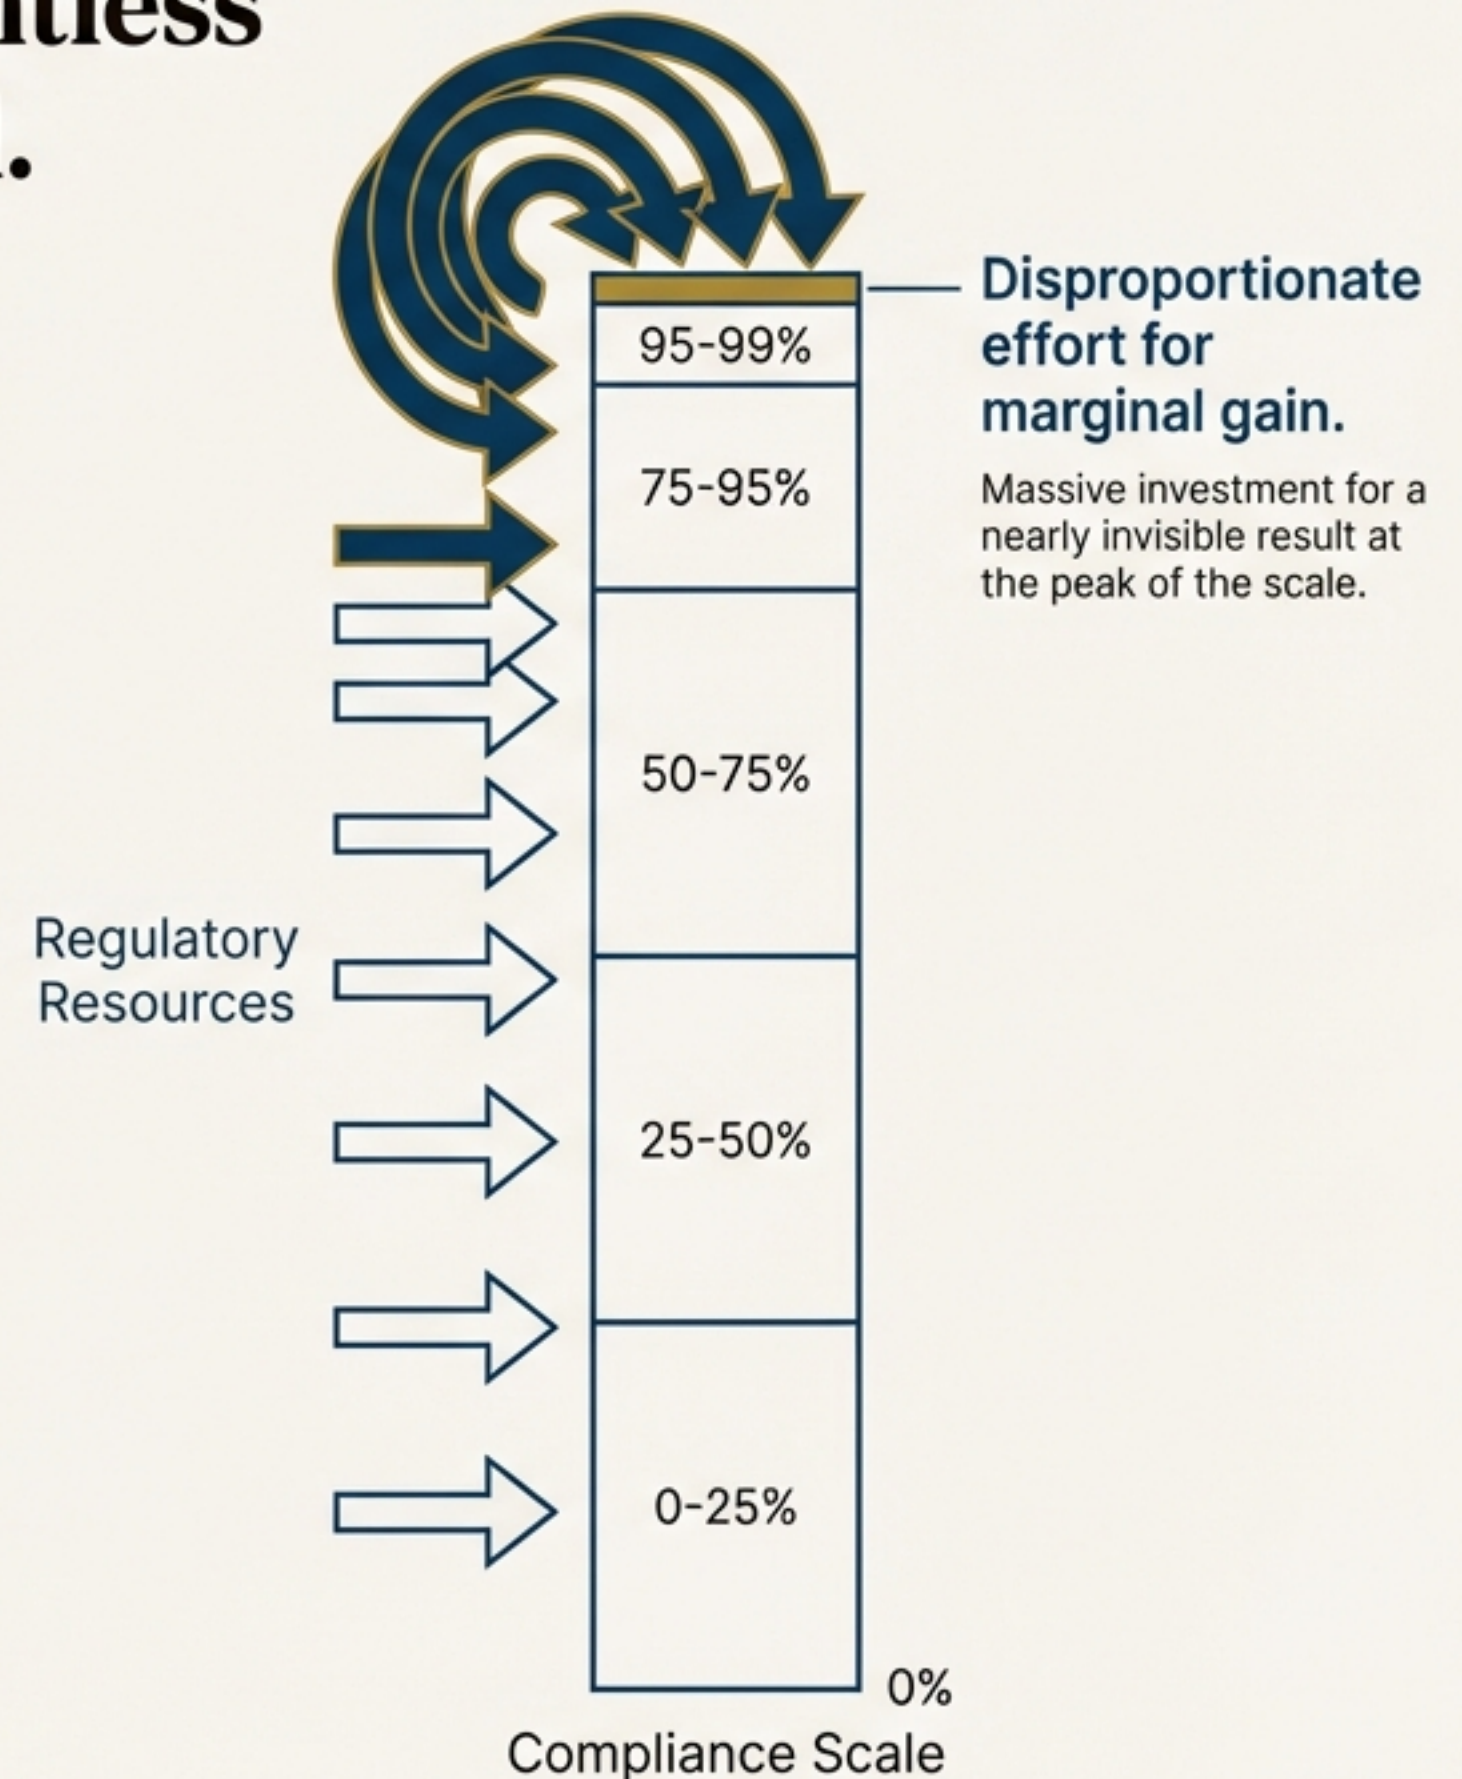 Disproportionate
effort for
marginal gain.
Massive investment for a
nearly invisible result at
the peak of the scale.
95-99%
75-95%
50-75%
Regulatory
Resources
25-50%
0-25%
0%
Compliance Scale